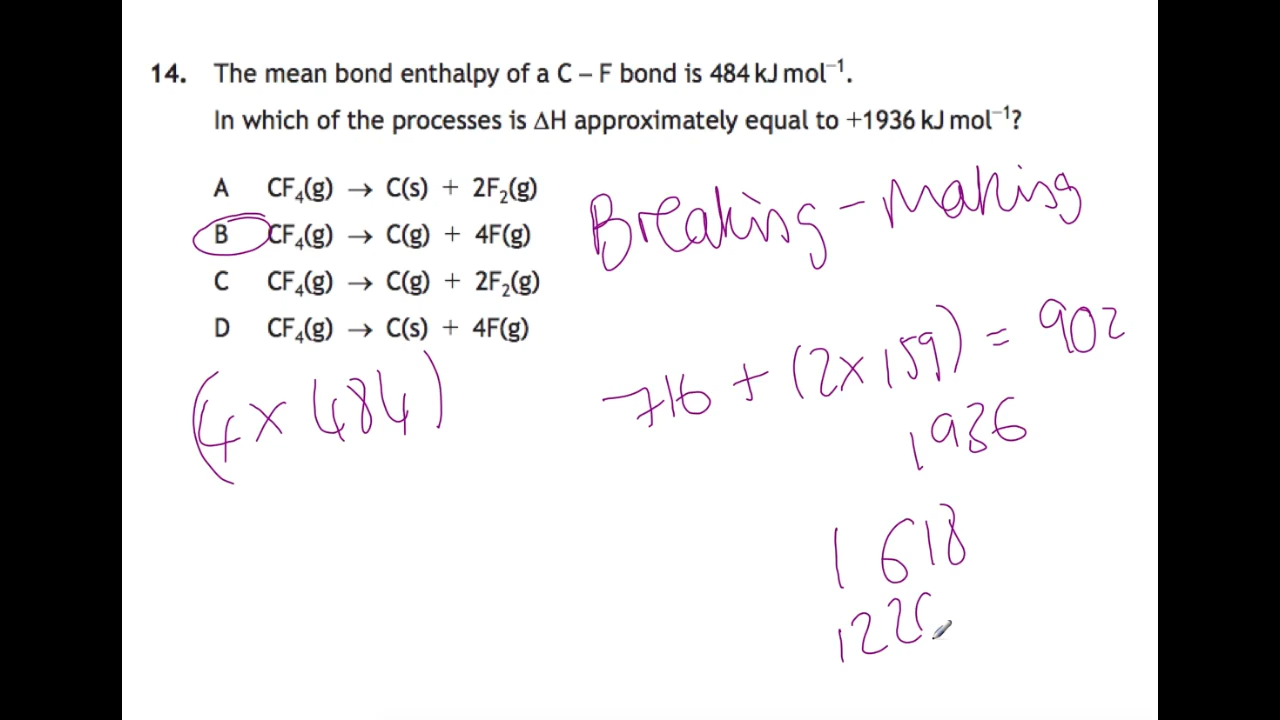 14. The mean bond enthalpy of a C – F bond is 484 kJ mol⁻¹.
In which of the processes is ΔH approximately equal to +1936 kJ mol⁻¹?
A CF₄(g) → C(s) + 2F₂(g)
B CF₄(g) → C(g) + 4F(g)
C CF₄(g) → C(g) + 2F₂(g)
D CF₄(g) → C(s) + 4F(g)
Breaking - Making
(4 × 484)
716 + (2 × 159) = 902
1936
1618